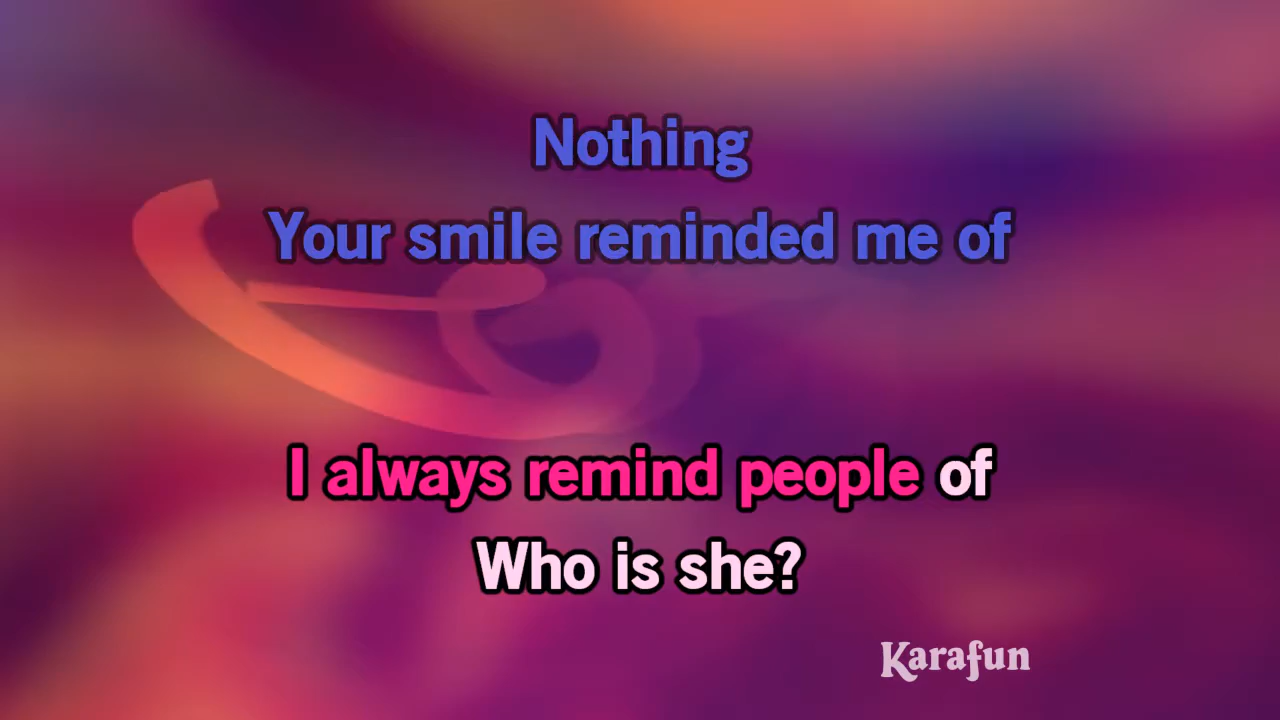 Nothing
Your smile reminded me of
I always remind people of
Who is she?
Karafun